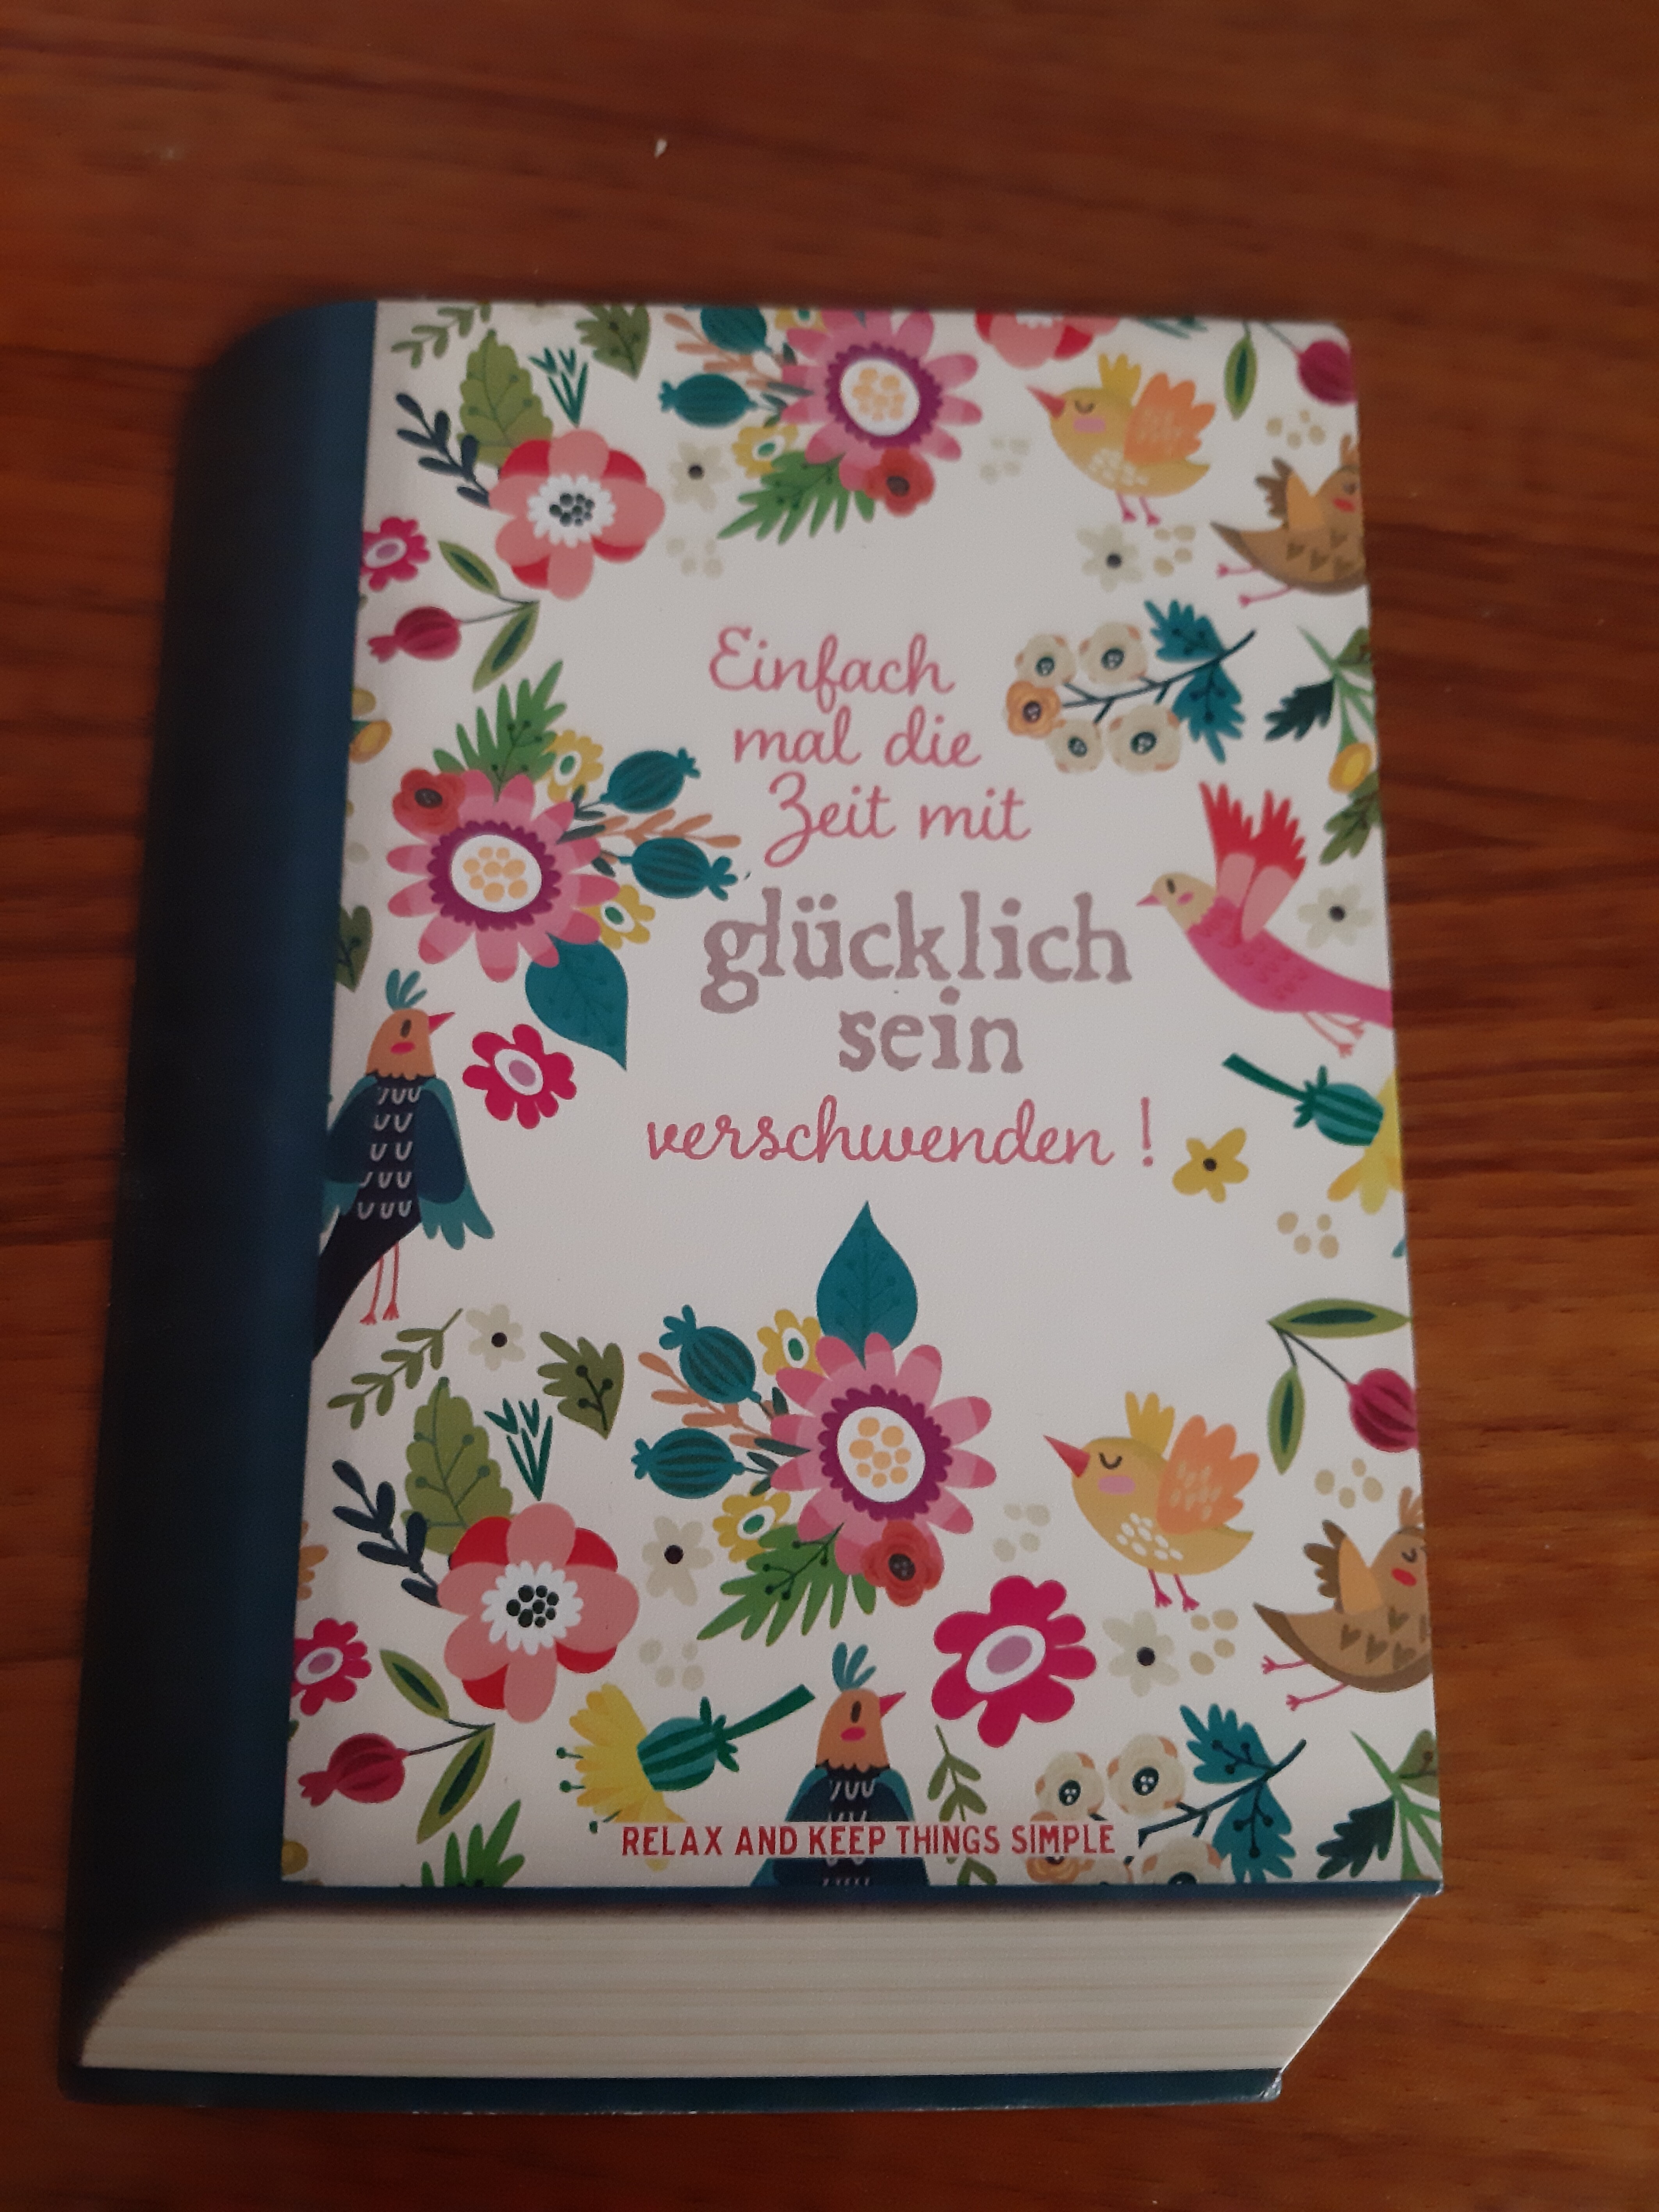 Einfach
mal die
Zeit mit
glücklich
sein
verschwenden!
RELAX AND KEEP THINGS SIMPLE